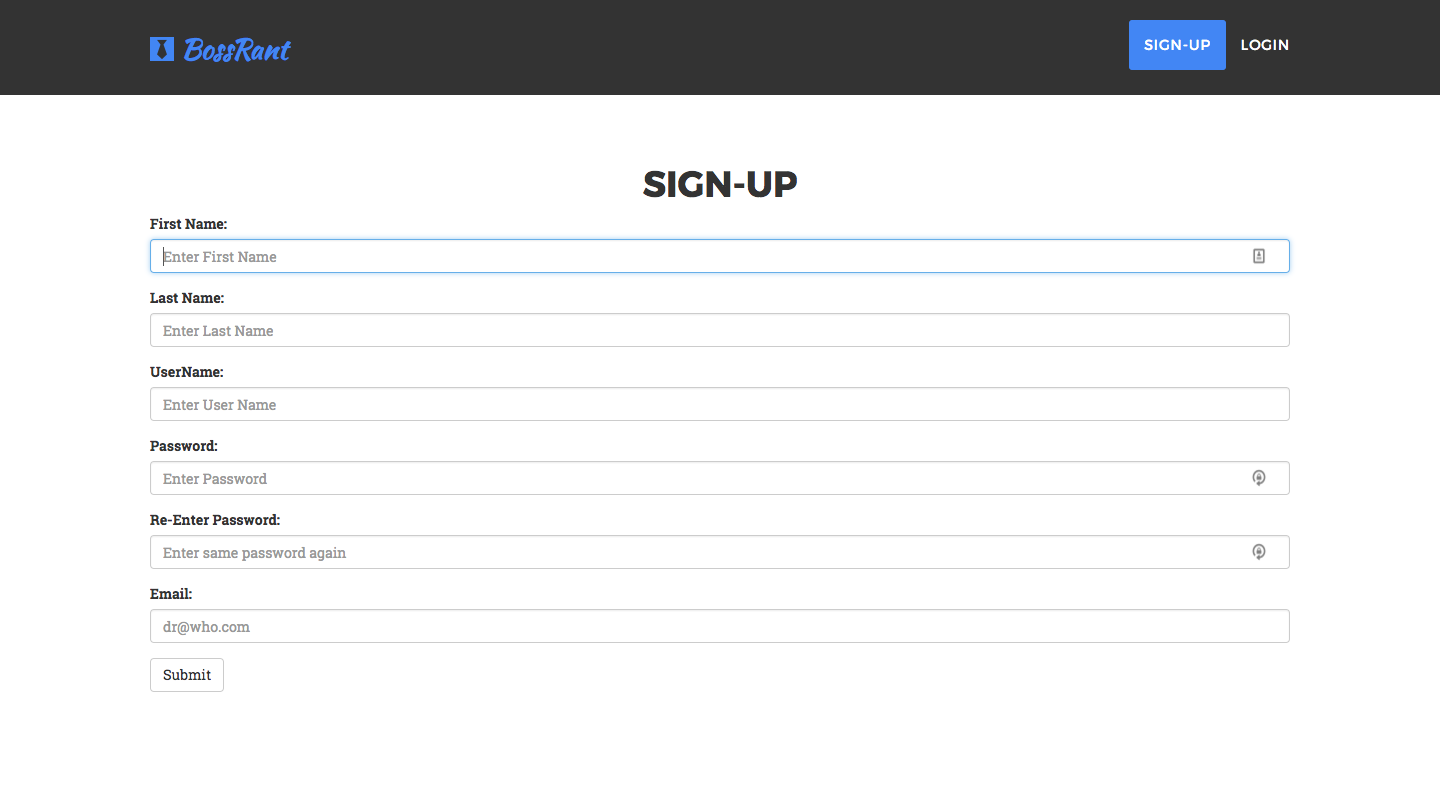 BossRant
SIGN-UP
LOGIN
SIGN-UP
First Name:
Enter First Name
Last Name:
Enter Last Name
UserName:
Enter User Name
Password:
Enter Password
Re-Enter Password:
Enter same password again
Email:
dr@who.com
Submit